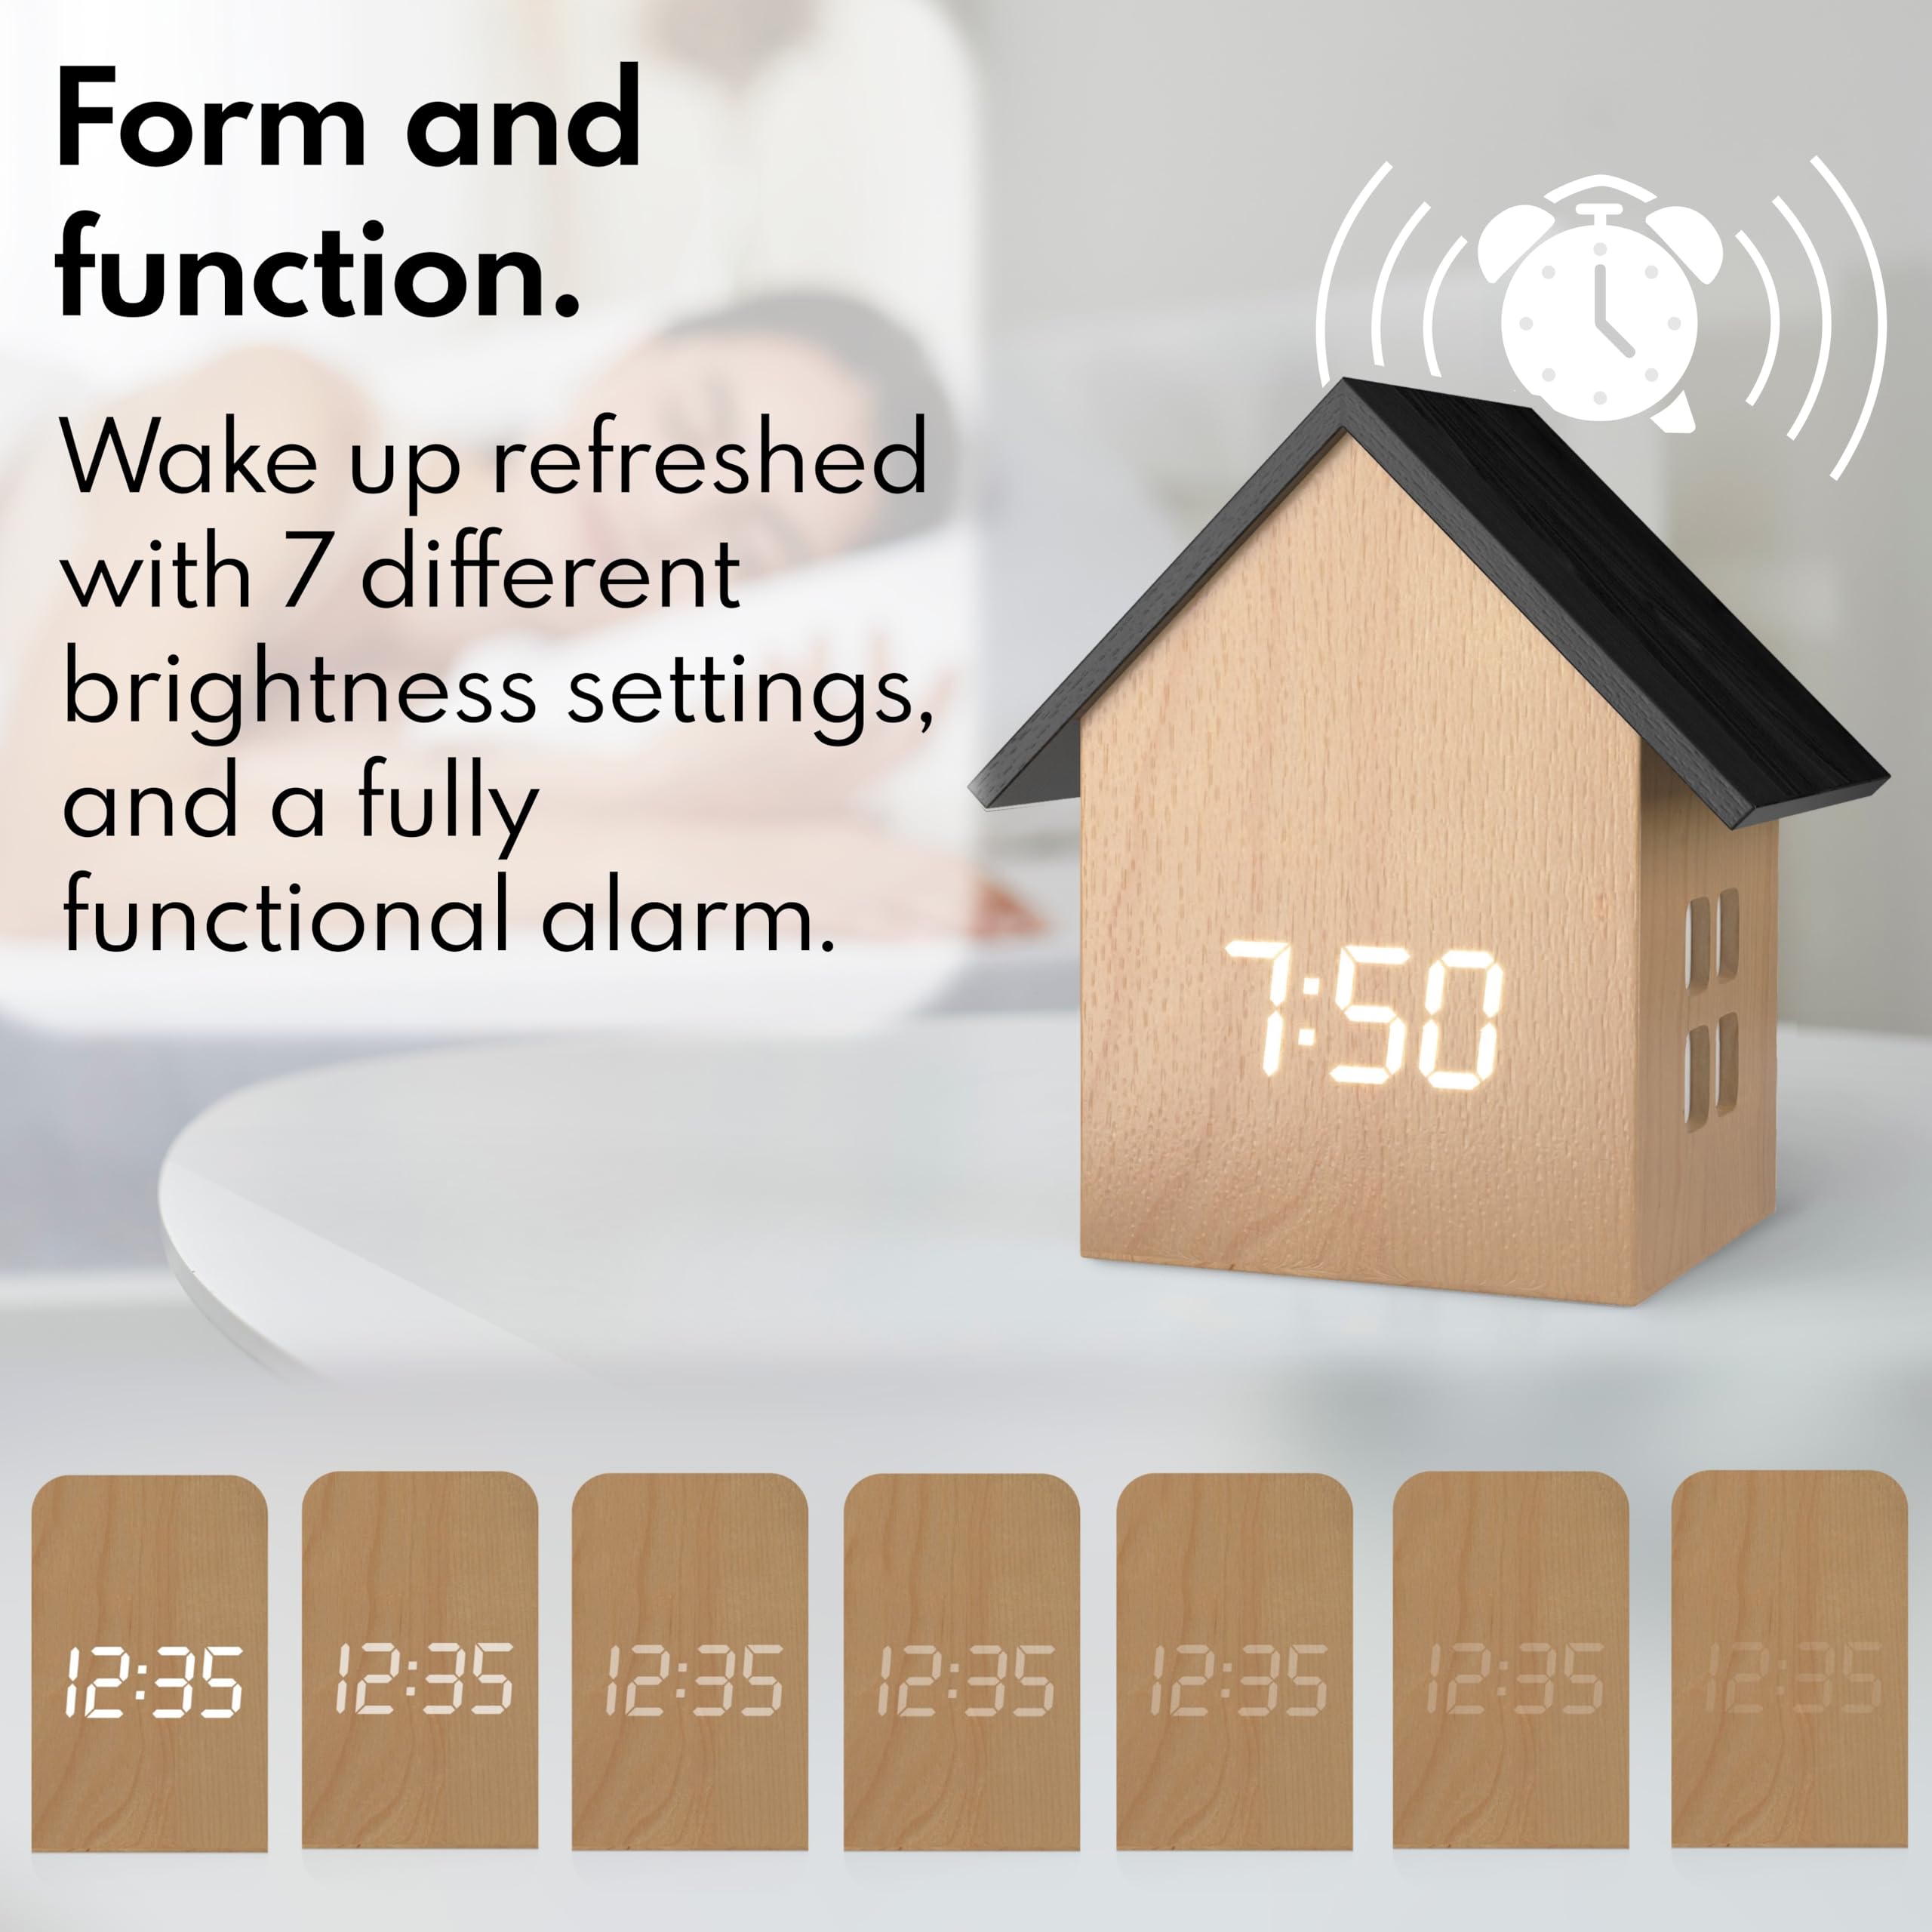 Form and
function.
Wake up refreshed
with 7 different
brightness settings,
and a fully
functional alarm.
7:50
12:35
12:35
12:35
12:35
12:35
12:35
12:35